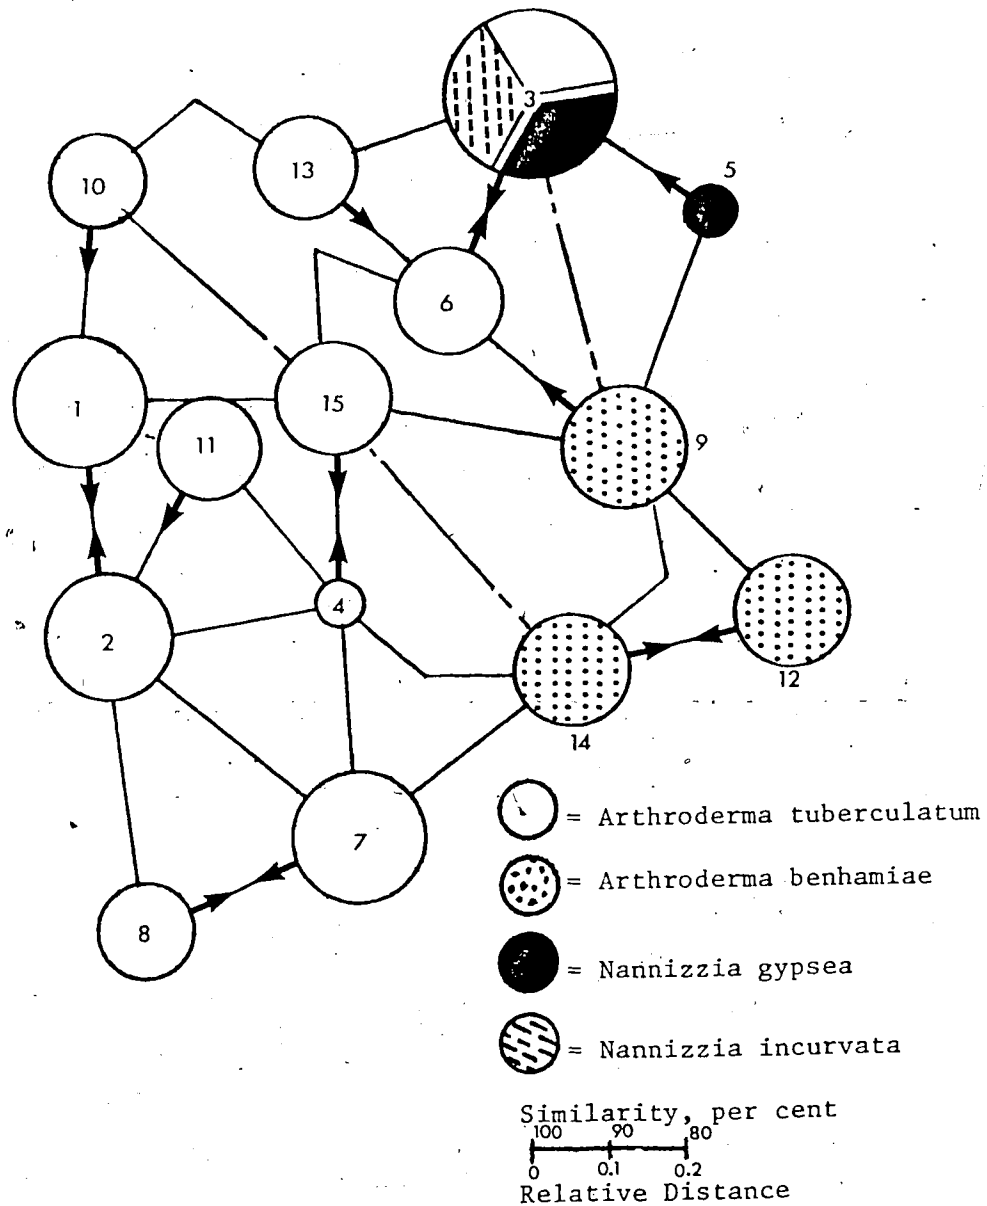 3
5
10
13
6
1
15
11
9
4
2
12
14
7
8
= Arthroderma tuberculatum
= Arthroderma benhamiae
= Nannizzia gypsea
= Nannizzia incurvata
Similarity, per cent
100 90 80
0 0.1 0.2
Relative Distance